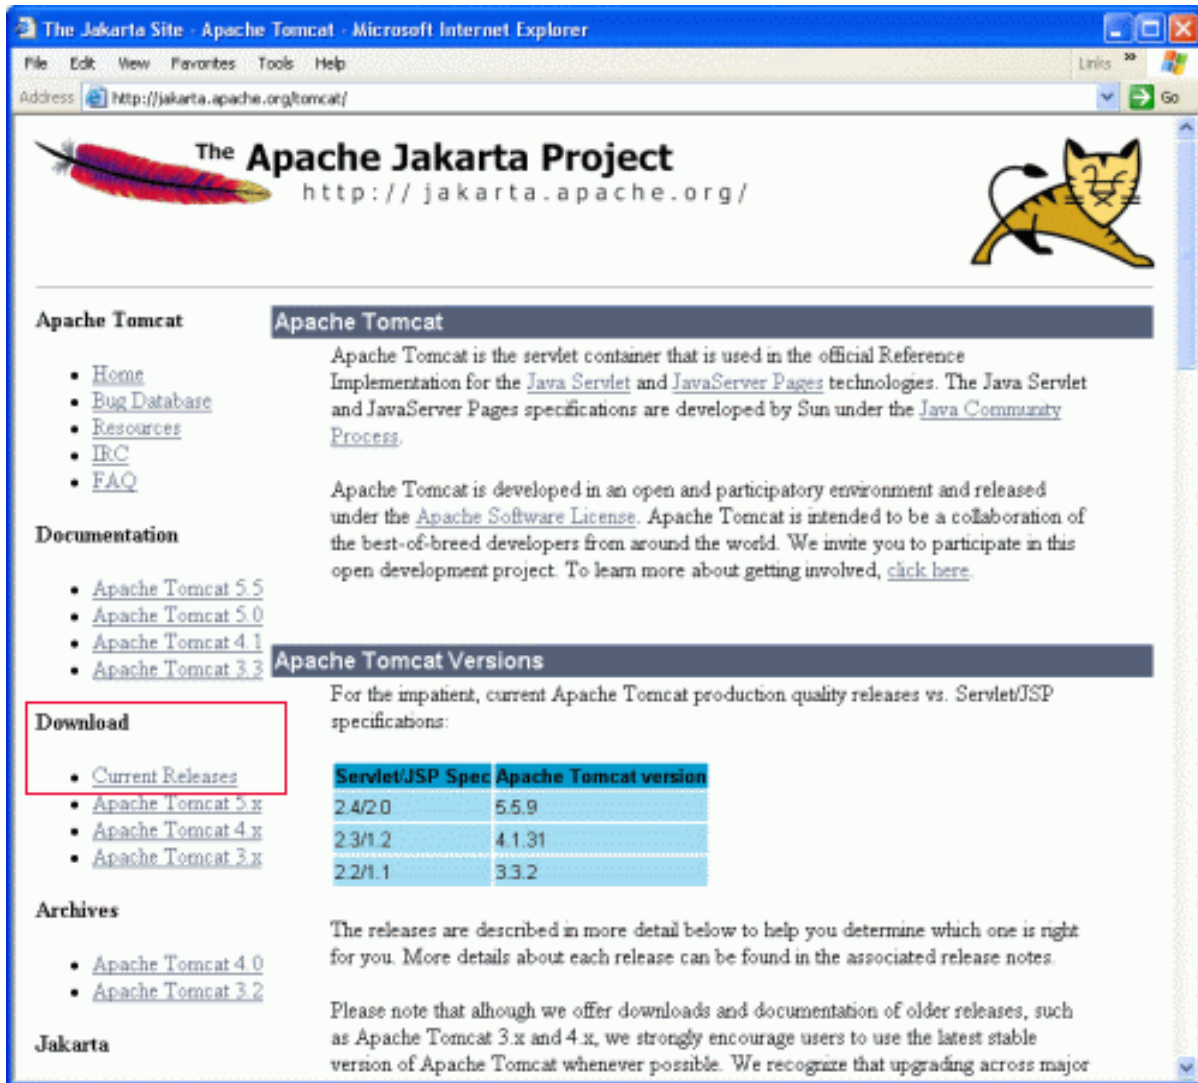 The Jakarta Site - Apache Tomcat - Microsoft Internet Explorer
File Edit View Favorites Tools Help
Links »
Address http://jakarta.apache.org/tomcat/
Go
The Apache Jakarta Project
http://jakarta.apache.org/
Apache Tomcat
Home
Bug Database
Resources
IRC
FAQ
Documentation
Apache Tomcat 5.5
Apache Tomcat 5.0
Apache Tomcat 4.1
Apache Tomcat 3.3
Download
Current Releases
Apache Tomcat 5.x
Apache Tomcat 4.x
Apache Tomcat 3.x
Archives
Apache Tomcat 4.0
Apache Tomcat 3.2
Jakarta
Apache Tomcat
Apache Tomcat is the servlet container that is used in the official Reference
Implementation for the Java Servlet and JavaServer Pages technologies. The Java Servlet
and JavaServer Pages specifications are developed by Sun under the Java Community
Process.
Apache Tomcat is developed in an open and participatory environment and released
under the Apache Software License. Apache Tomcat is intended to be a collaboration of
the best-of-breed developers from around the world. We invite you to participate in this
open development project. To learn more about getting involved, click here.
Apache Tomcat Versions
For the impatient, current Apache Tomcat production quality releases vs. Servlet/JSP
specifications:
Servlet/JSP Spec Apache Tomcat version
2.4/2.0 5.5.9
2.3/1.2 4.1.31
2.2/1.1 3.3.2
The releases are described in more detail below to help you determine which one is right
for you. More details about each release can be found in the associated release notes.
Please note that alhough we offer downloads and documentation of older releases, such
as Apache Tomcat 3.x and 4.x, we strongly encourage users to use the latest stable
version of Apache Tomcat whenever possible. We recognize that upgrading across major